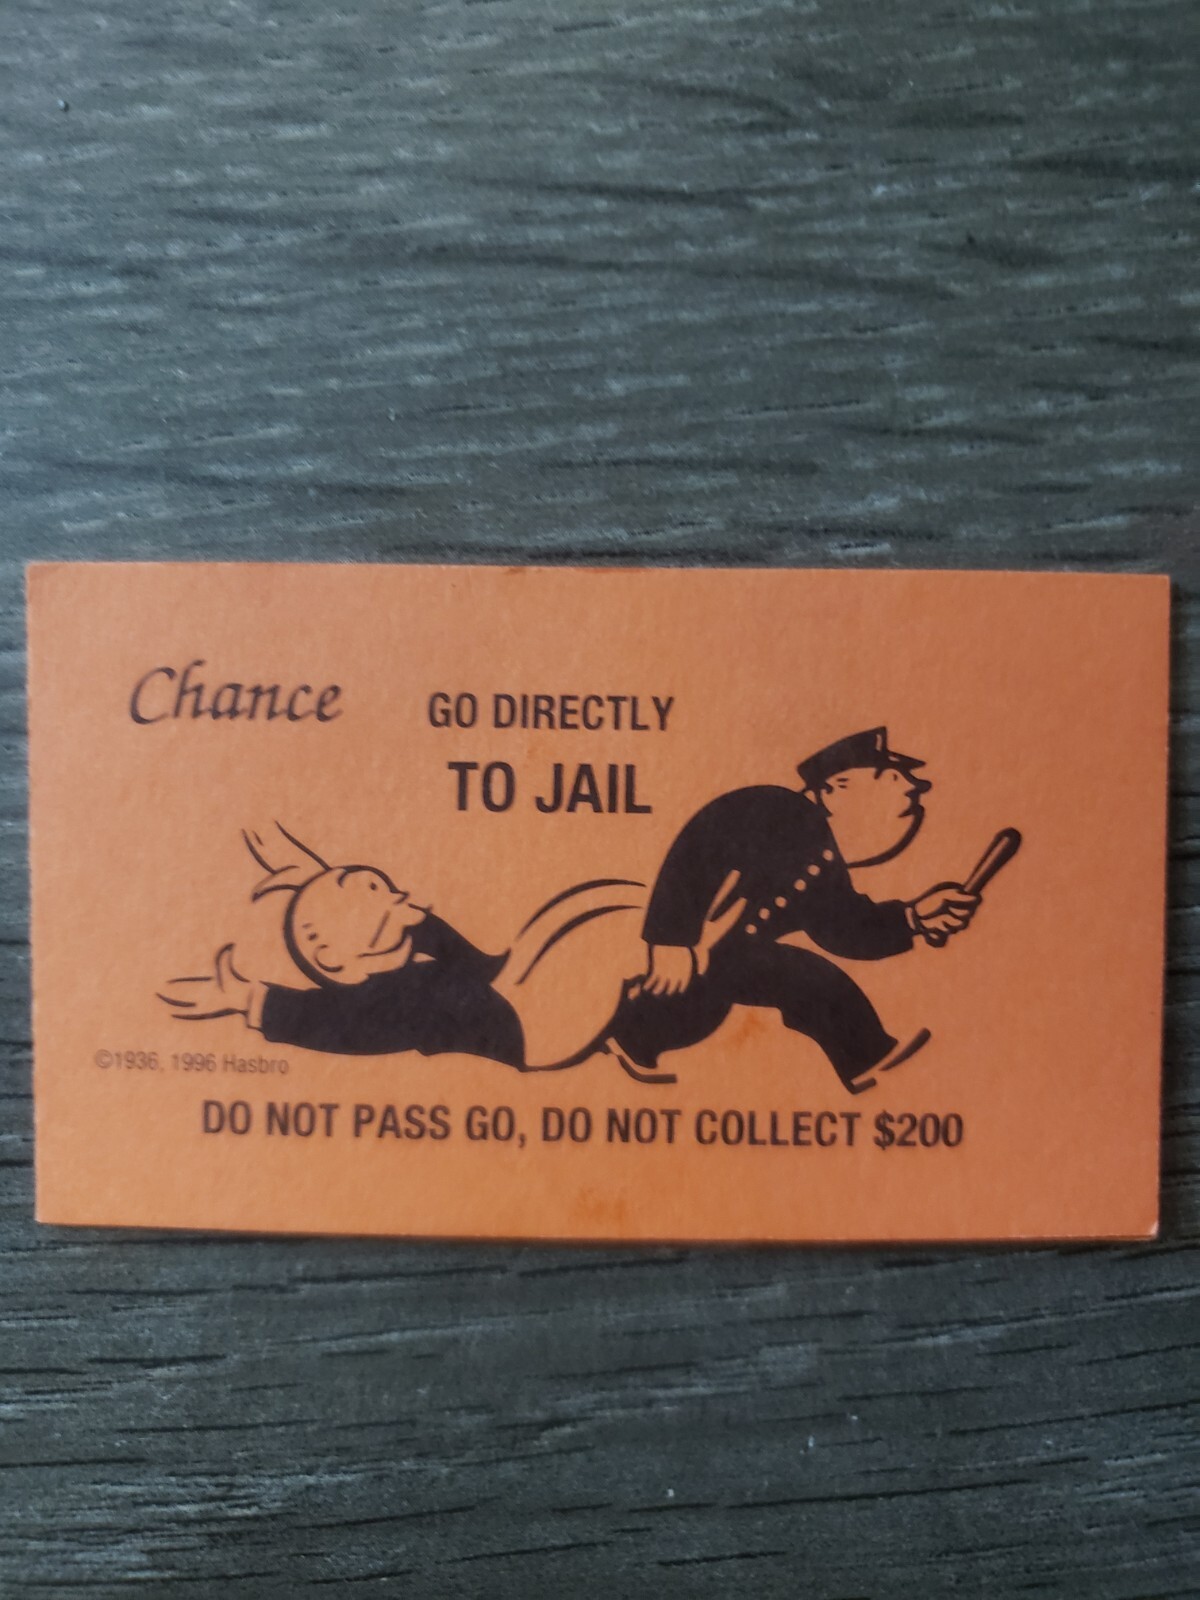 Chance
GO DIRECTLY
TO JAIL
©1936, 1996 Hasbro
DO NOT PASS GO, DO NOT COLLECT $200